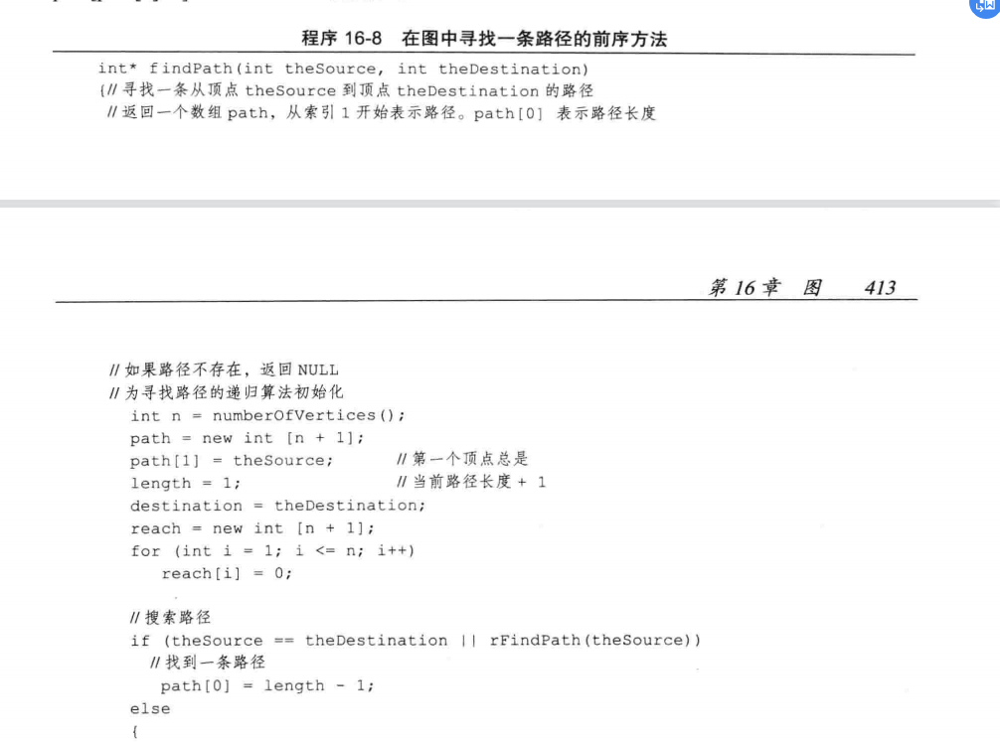 程序 16-8 在图中寻找一条路径的前序方法
int* findPath(int theSource, int theDestination)
{// 寻找一条从顶点 theSource 到顶点 theDestination 的路径
// 返回一个数组 path，从索引 1 开始表示路径。path[0] 表示路径长度
第 16 章 图 413
// 如果路径不存在，返回 NULL
// 为寻找路径的递归算法初始化
int n = numberOfVertices();
path = new int [n + 1];
path[1] = theSource; // 第一个顶点总是
length = 1; // 当前路径长度 + 1
destination = theDestination;
reach = new int [n + 1];
for (int i = 1; i <= n; i++)
reach[i] = 0;
// 搜索路径
if (theSource == theDestination || rFindPath(theSource))
// 找到一条路径
path[0] = length - 1;
else
{